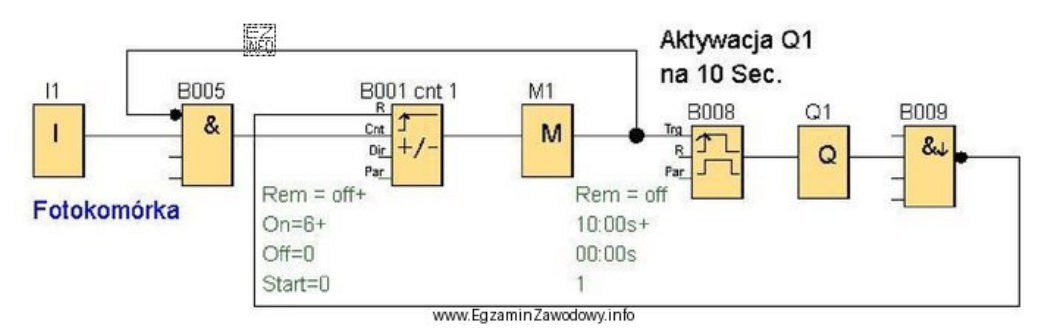 EZ
INFO
Aktywacja Q1
na 10 Sec.
I1
B005
B001 cnt 1
M1
B008
Q1
B009
I
&
R
Cnt
Dir
Par
+/-
M
Trg
R
Par
Q
&↓
Fotokomórka
Rem = off+
On=6+
Off=0
Start=0
Rem = off
10:00s+
00:00s
1
www.EgzaminZawodowy.info